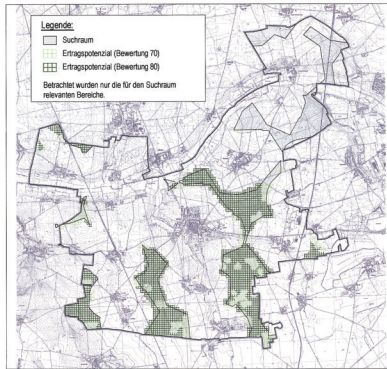 Legende:
Suchraum
Ertragspotenzial (Bewertung 70)
Ertragspotenzial (Bewertung 80)
Betrachtet wurden nur die für den Suchraum
relevanten Bereiche.